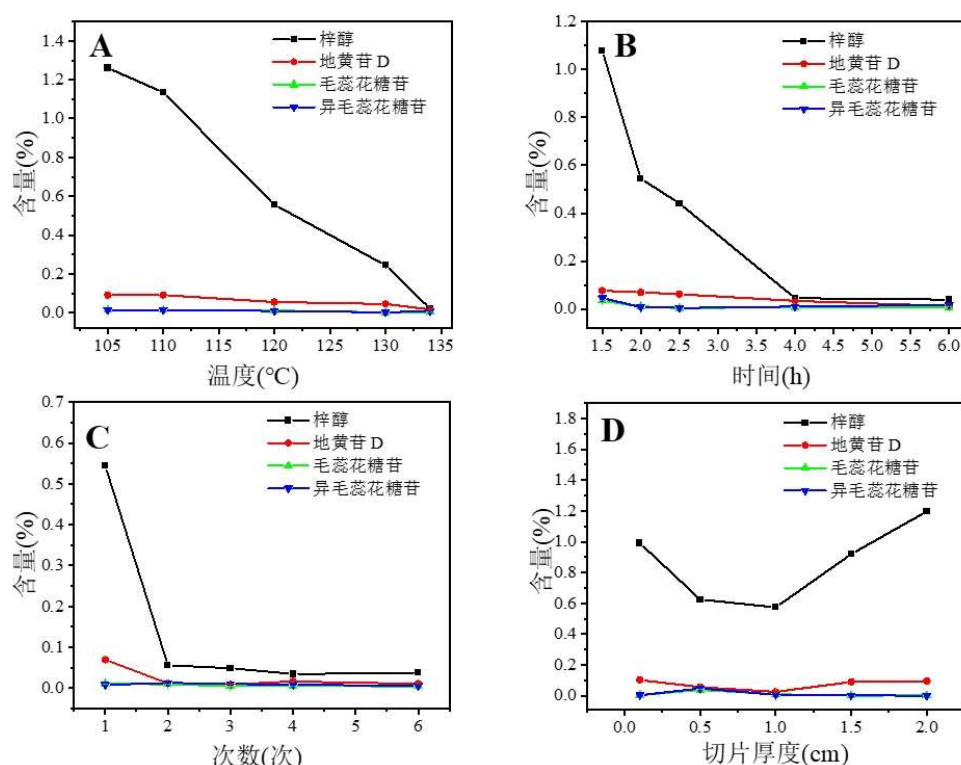 A
梓醇
地黄苷 D
毛蕊花糖苷
异毛蕊花糖苷
含量(%)
1.4
1.2
1.0
0.8
0.6
0.4
0.2
0.0
105 110 115 120 125 130 135
温度(℃)
B
梓醇
地黄苷 D
毛蕊花糖苷
异毛蕊花糖苷
含量(%)
1.2
1.0
0.8
0.6
0.4
0.2
0.0
1.5 2.0 2.5 3.0 3.5 4.0 4.5 5.0 5.5 6.0
时间(h)
C
梓醇
地黄苷 D
毛蕊花糖苷
异毛蕊花糖苷
含量(%)
0.7
0.6
0.5
0.4
0.3
0.2
0.1
0.0
1 2 3 4 5 6
次数(次)
D
梓醇
地黄苷 D
毛蕊花糖苷
异毛蕊花糖苷
含量(%)
1.8
1.6
1.4
1.2
1.0
0.8
0.6
0.4
0.2
0.0
0.0 0.5 1.0 1.5 2.0
切片厚度(cm)